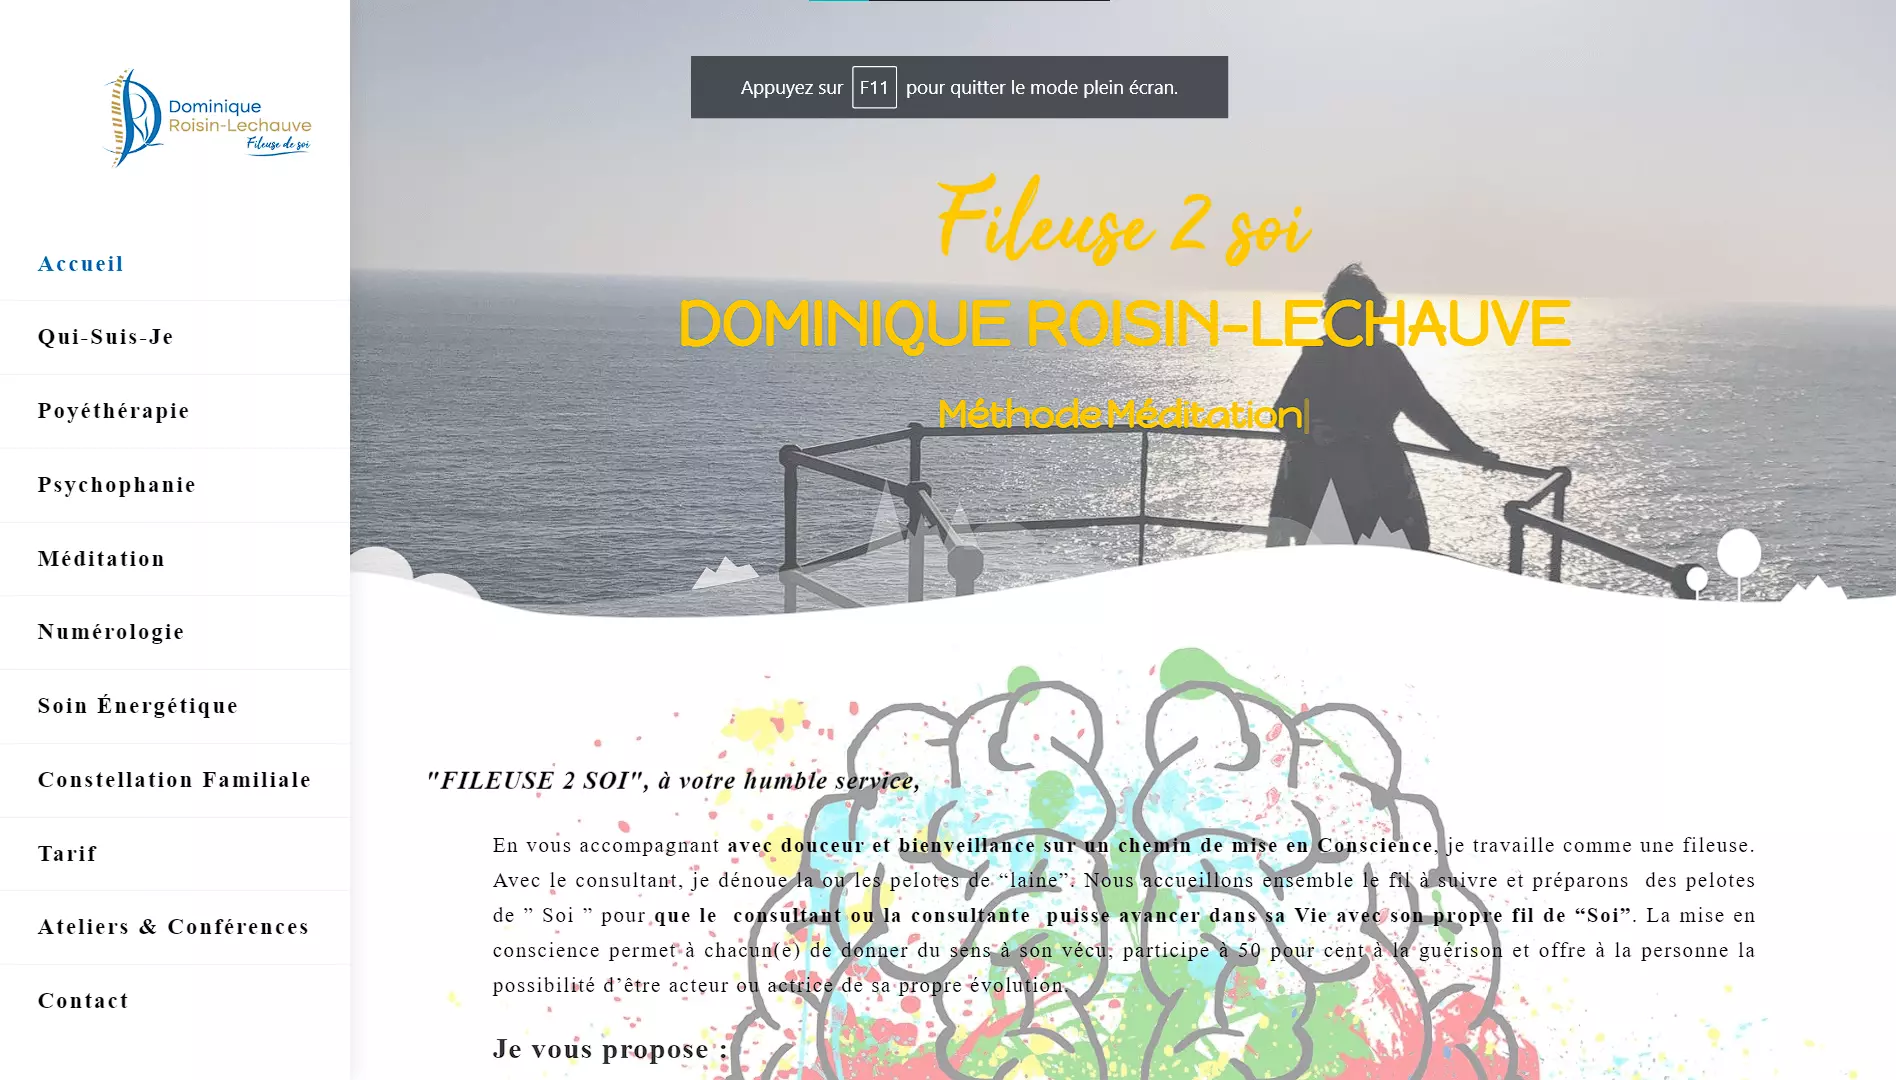 Appuyez sur F11 pour quitter le mode plein écran.
Dominique
Roisin-Lechauve
Fileuse de soi
Accueil
Qui-Suis-Je
Poyéthérapie
Psychophanie
Méditation
Numérologie
Soin Énergétique
Constellation Familiale
Tarif
Ateliers & Conférences
Contact
Fileuse 2 soi
DOMINIQUE ROISIN-LECHAUVE
Méthode Méditation|
"FILEUSE 2 SOI", à votre humble service,
En vous accompagnant avec douceur et bienveillance sur un chemin de mise en Conscience, je travaille comme une fileuse.
Avec le consultant, je dénoue la ou les pelotes de “laine”. Nous accueillons ensemble le fil à suivre et préparons  des pelotes
de ” Soi ” pour que le  consultant ou la consultante  puisse avancer dans sa Vie avec son propre fil de “Soi”. La mise en
conscience permet à chacun(e) de donner du sens à son vécu, participe à 50 pour cent à la guérison et offre à la personne la
possibilité d’être acteur ou actrice de sa propre évolution.
Je vous propose :